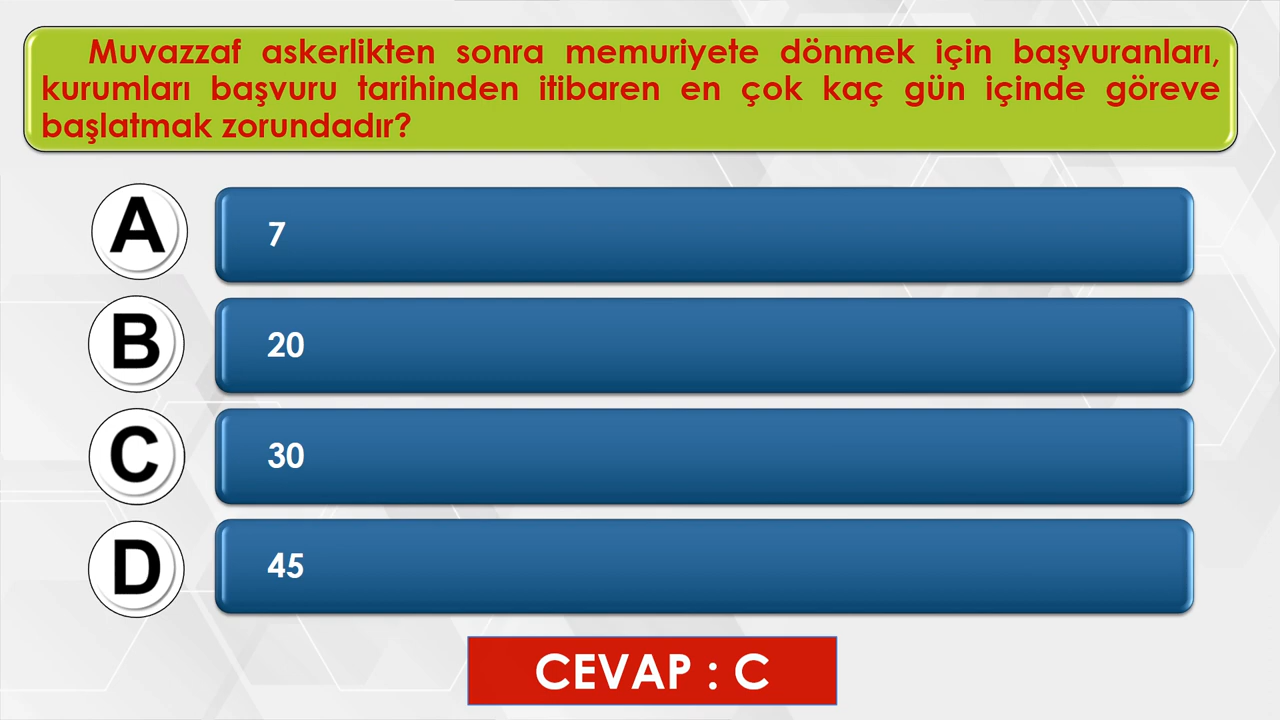 Muvazzaf askerlikten sonra memuriyete dönmek için başvuranları,
kurumları başvuru tarihinden itibaren en çok kaç gün içinde göreve
başlatmak zorundadır?
A 7
B 20
C 30
D 45
CEVAP : C